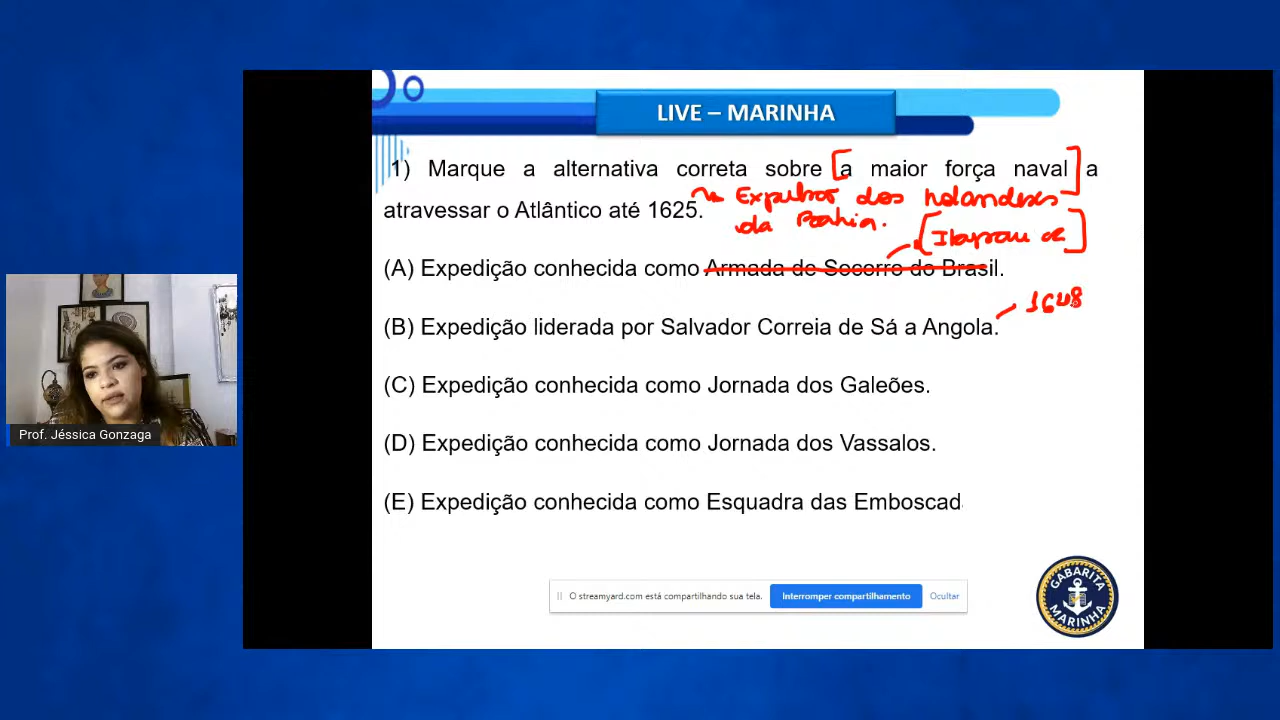 LIVE – MARINHA
1) Marque a alternativa correta sobre [a maior força naval] a
atravessar o Atlântico até 1625.
Expulsão dos holandeses
da Bahia.
(A) Expedição conhecida como Armada de Socorro do Brasil.
(B) Expedição liderada por Salvador Correia de Sá a Angola.
1648
(C) Expedição conhecida como Jornada dos Galeões.
(D) Expedição conhecida como Jornada dos Vassalos.
(E) Expedição conhecida como Esquadra das Emboscad
Prof. Jéssica Gonzaga
O streamyard.com está compartilhando sua tela. Interromper compartilhamento Ocultar
GABARITA
MARINHA